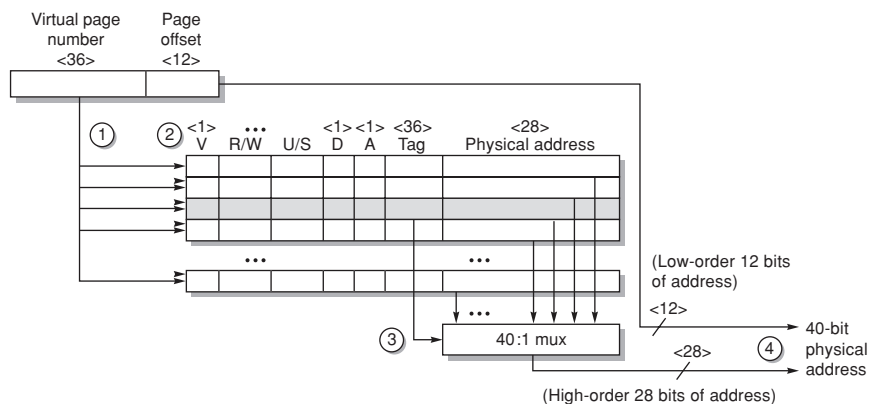 Virtual page number <36>
Page offset <12>
1
2
<1> V
R/W
...
U/S
<1> D
<1> A
<36> Tag
<28> Physical address
...
...
...
3
40:1 mux
(Low-order 12 bits of address)
<12>
<28>
4
40-bit physical address
(High-order 28 bits of address)